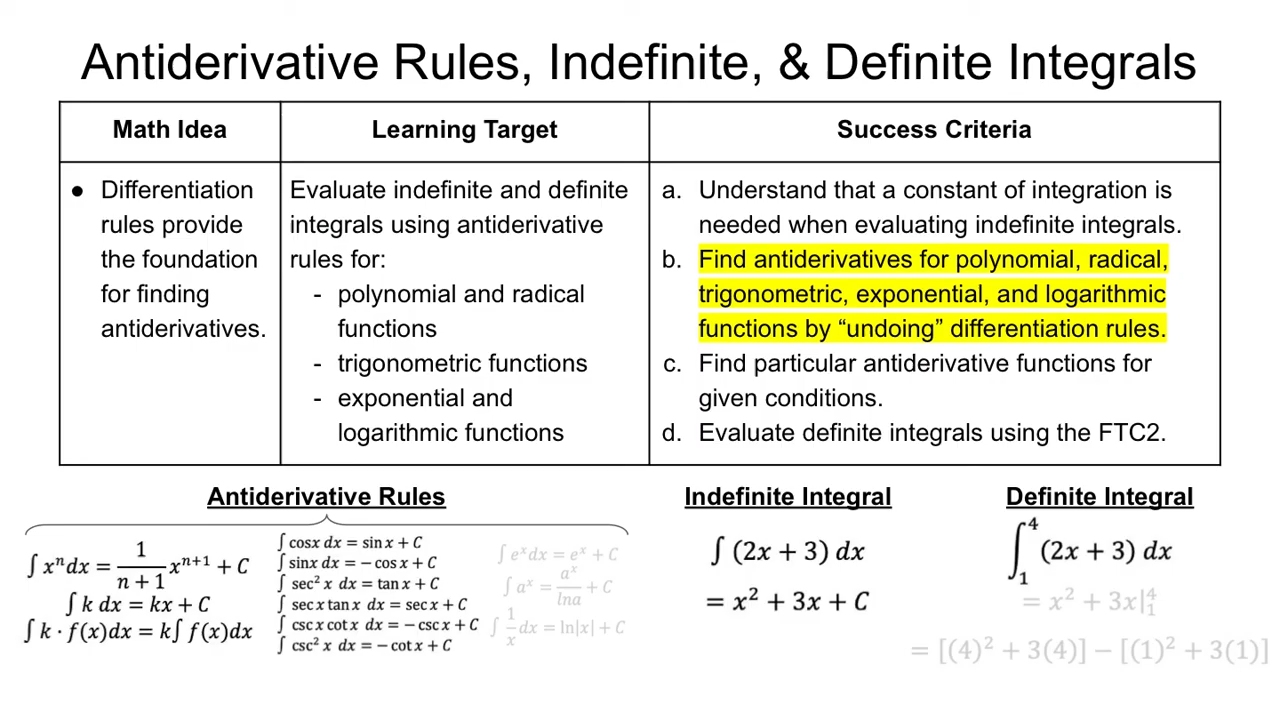 Antiderivative Rules, Indefinite, & Definite Integrals
Math Idea
Learning Target
Success Criteria
● Differentiation
rules provide
the foundation
for finding
antiderivatives.
Evaluate indefinite and definite
integrals using antiderivative
rules for:
- polynomial and radical
functions
- trigonometric functions
- exponential and
logarithmic functions
a. Understand that a constant of integration is
needed when evaluating indefinite integrals.
b. Find antiderivatives for polynomial, radical,
trigonometric, exponential, and logarithmic
functions by “undoing” differentiation rules.
c. Find particular antiderivative functions for
given conditions.
d. Evaluate definite integrals using the FTC2.
Antiderivative Rules
∫ xⁿdx = 1/(n+1) xⁿ⁺¹ + C
∫ k dx = kx + C
∫ k · f(x)dx = k∫ f(x)dx
∫ cosx dx = sin x + C
∫ sinx dx = − cos x + C
∫ sec² x dx = tan x + C
∫ sec x tan x dx = sec x + C
∫ csc x cot x dx = − csc x + C
∫ csc² x dx = − cot x + C
∫ eˣdx = eˣ + C
∫ aˣ = aˣ/lna + C
∫ 1/x dx = ln|x| + C
Indefinite Integral
∫ (2x + 3) dx
= x² + 3x + C
Definite Integral
∫₁⁴ (2x + 3) dx
= x² + 3x|₁⁴
= [(4)² + 3(4)] − [(1)² + 3(1)]